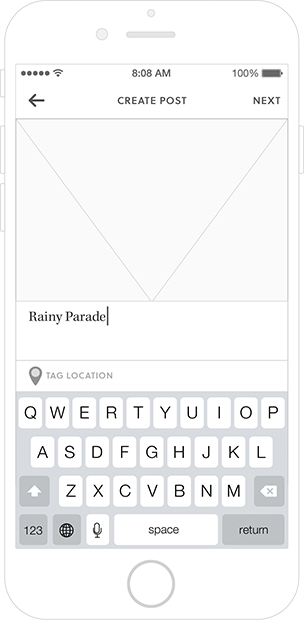 8:08 AM 100%
CREATE POST NEXT
Rainy Parade
TAG LOCATION
Q W E R T Y U I O P
A S D F G H J K L
Z X C V B N M
123 space return